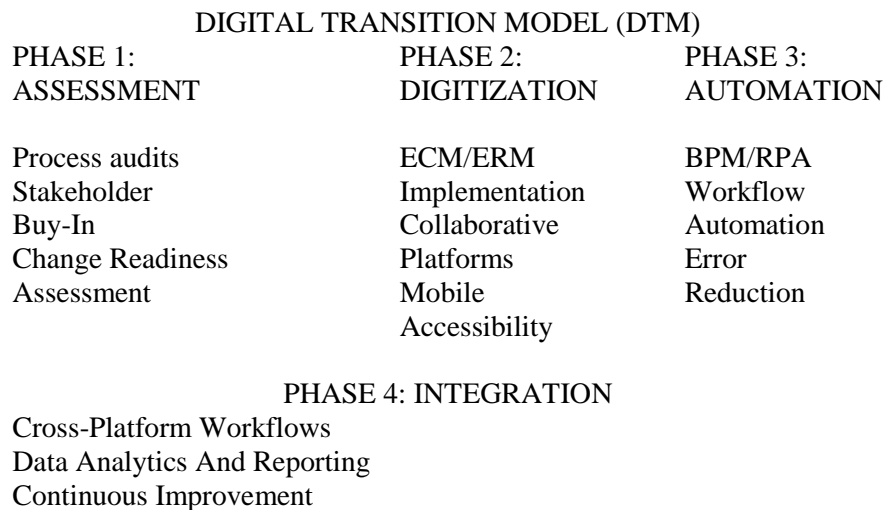 DIGITAL TRANSITION MODEL (DTM)
PHASE 1: PHASE 2: PHASE 3:
ASSESSMENT DIGITIZATION AUTOMATION
Process audits ECM/ERM BPM/RPA
Stakeholder Implementation Workflow
Buy-In Collaborative Automation
Change Readiness Platforms Error
Assessment Mobile Reduction
Accessibility
PHASE 4: INTEGRATION
Cross-Platform Workflows
Data Analytics And Reporting
Continuous Improvement